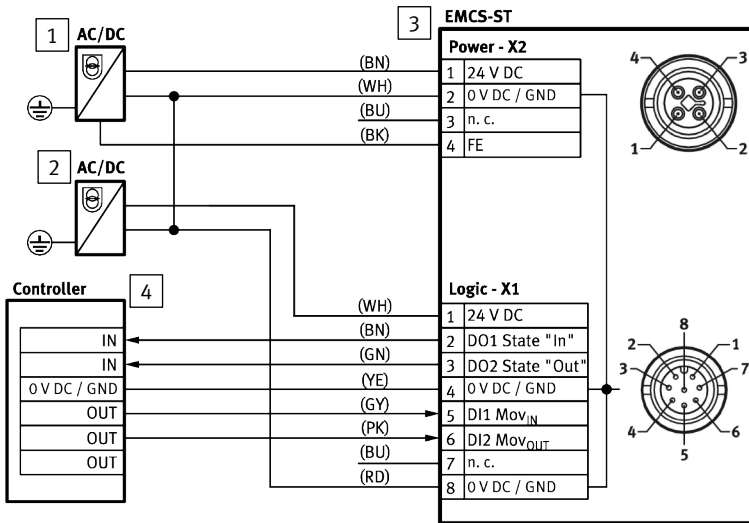 EMCS-ST
3
1
AC/DC
Power - X2
(BN)
1 24 V DC
(WH)
2 0 V DC / GND
(BU)
3 n. c.
(BK)
4 FE
4
3
1
2
2
AC/DC
Controller
4
Logic - X1
(WH)
1 24 V DC
IN
(BN)
2 DO1 State "In"
IN
(GN)
3 DO2 State "Out"
0 V DC / GND
(YE)
4 0 V DC / GND
OUT
(GY)
5 DI1 MovIN
OUT
(PK)
6 DI2 MovOUT
OUT
(BU)
7 n. c.
(RD)
8 0 V DC / GND
8
2
1
3
7
4
6
5